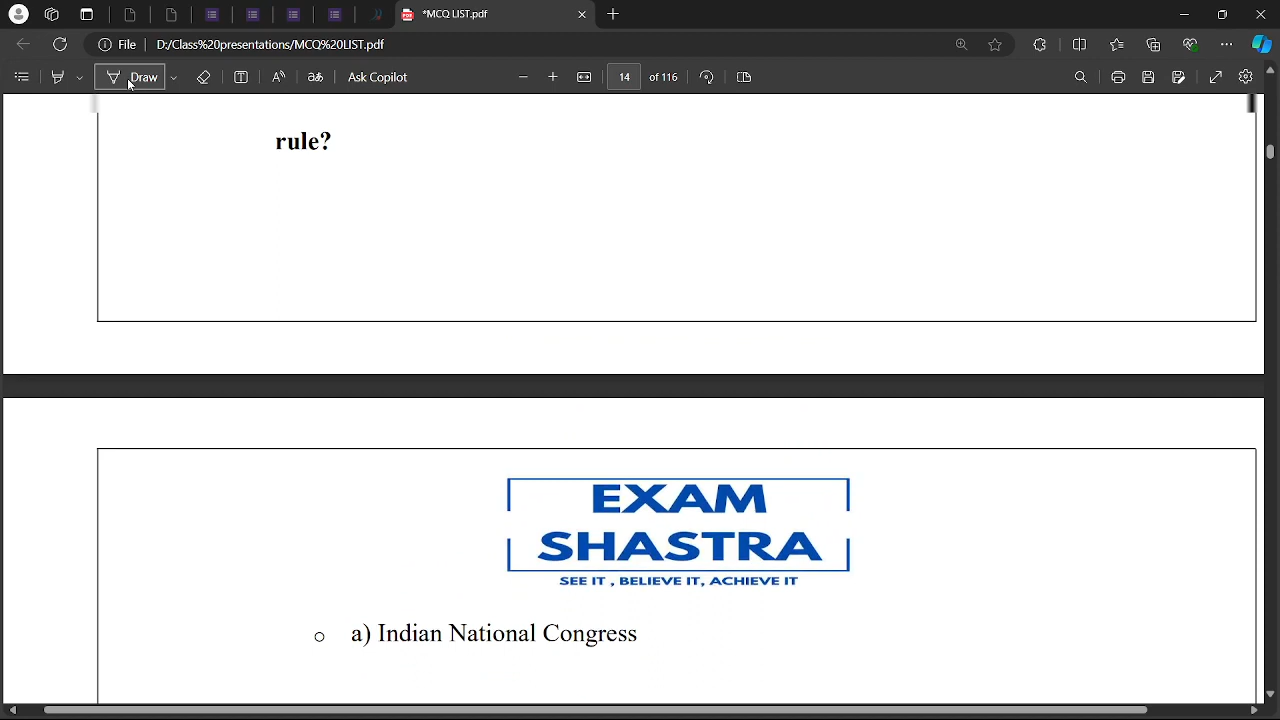 *MCQ LIST.pdf
File
D:/Class%20presentations/MCQ%20LIST.pdf
Draw
Ask Copilot
14
of 116
rule?
EXAM
SHASTRA
SEE IT , BELIEVE IT, ACHIEVE IT
a) Indian National Congress